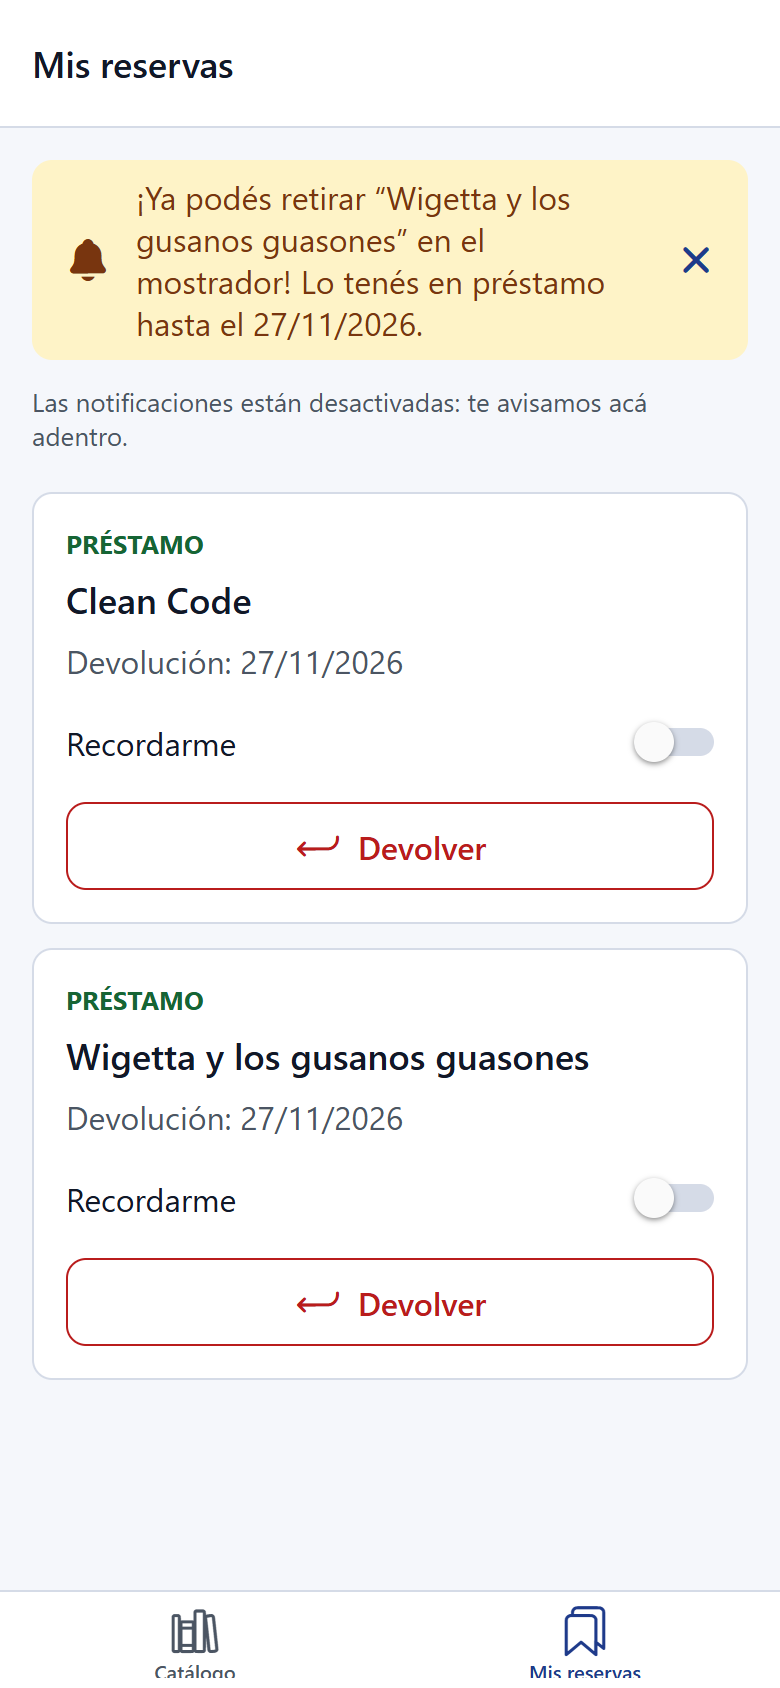 Mis reservas
¡Ya podés retirar “Wigetta y los
gusanos guasones” en el
mostrador! Lo tenés en préstamo
hasta el 27/11/2026.
Las notificaciones están desactivadas: te avisamos acá
adentro.
PRÉSTAMO
Clean Code
Devolución: 27/11/2026
Recordarme
Devolver
PRÉSTAMO
Wigetta y los gusanos guasones
Devolución: 27/11/2026
Recordarme
Devolver
Catálogo
Mis reservas